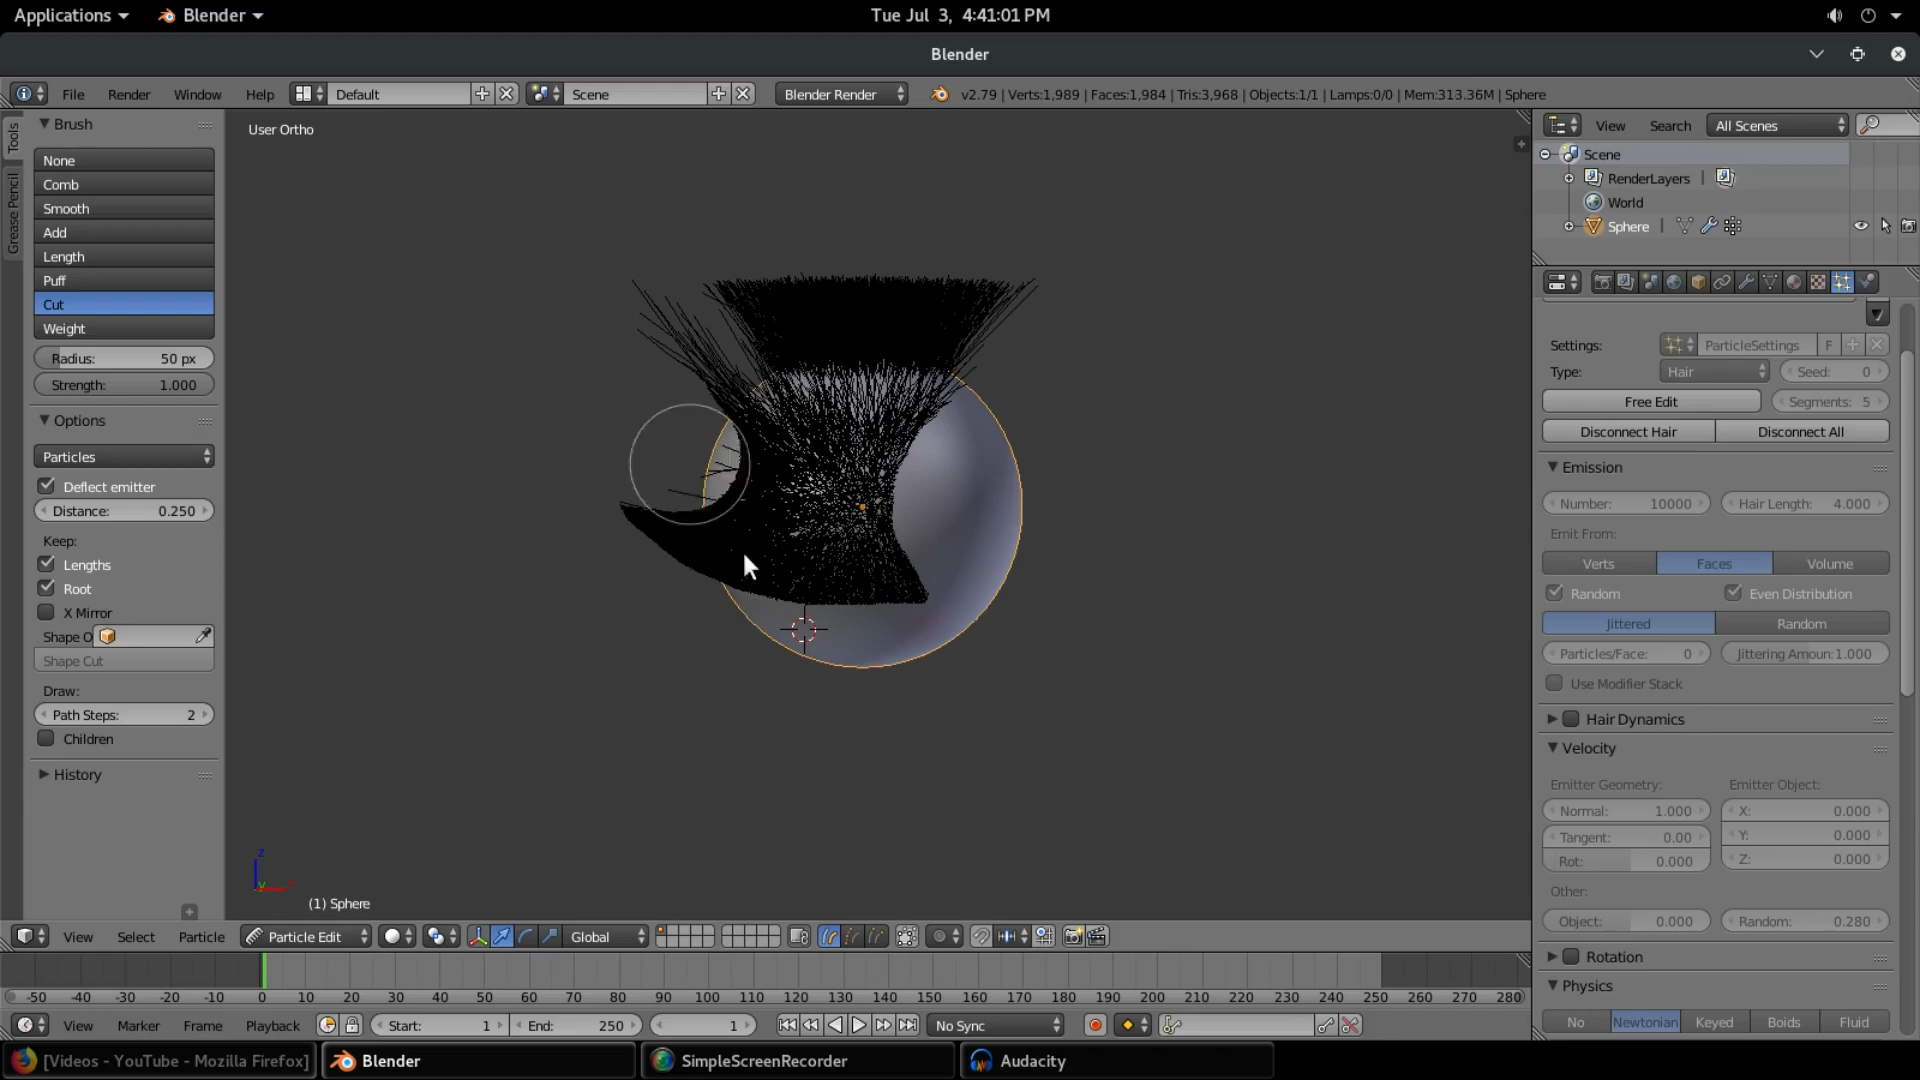 Applications Blender Tue Jul 3, 4:41:01 PM
Blender
File Render Window Help Default Scene Blender Render v2.79 | Verts:1,989 | Faces:1,984 | Tris:3,968 | Objects:1/1 | Lamps:0/0 | Mem:313.36M | Sphere
Tools
Grease Pencil
Brush
None
Comb
Smooth
Add
Length
Puff
Cut
Weight
Radius: 50 px
Strength: 1.000
Options
Particles
Deflect emitter
Distance: 0.250
Keep:
Lengths
Root
X Mirror
Shape O
Shape Cut
Draw:
Path Steps: 2
Children
History
User Ortho
z
y
x
(1) Sphere
View Search All Scenes
Scene
RenderLayers |
World
Sphere |
Settings: ParticleSettings F
Type: Hair Seed: 0
Free Edit Segments: 5
Disconnect Hair Disconnect All
Emission
Number: 10000 Hair Length: 4.000
Emit From:
Verts Faces Volume
Random Even Distribution
Jittered Random
Particles/Face: 0 Jittering Amoun: 1.000
Use Modifier Stack
Hair Dynamics
Velocity
Emitter Geometry: Emitter Object:
Normal: 1.000 X: 0.000
Tangent: 0.00 Y: 0.000
Rot: 0.000 Z: 0.000
Other:
Object: 0.000 Random: 0.280
Rotation
Physics
No Newtonian Keyed Boids Fluid
View Select Particle Particle Edit Global
-50 -40 -30 -20 -10 0 10 20 30 40 50 60 70 80 90 100 110 120 130 140 150 160 170 180 190 200 210 220 230 240 250 260 270 280
View Marker Frame Playback Start: 1 End: 250 1 No Sync
[Videos - YouTube - Mozilla Firefox] Blender SimpleScreenRecorder Audacity